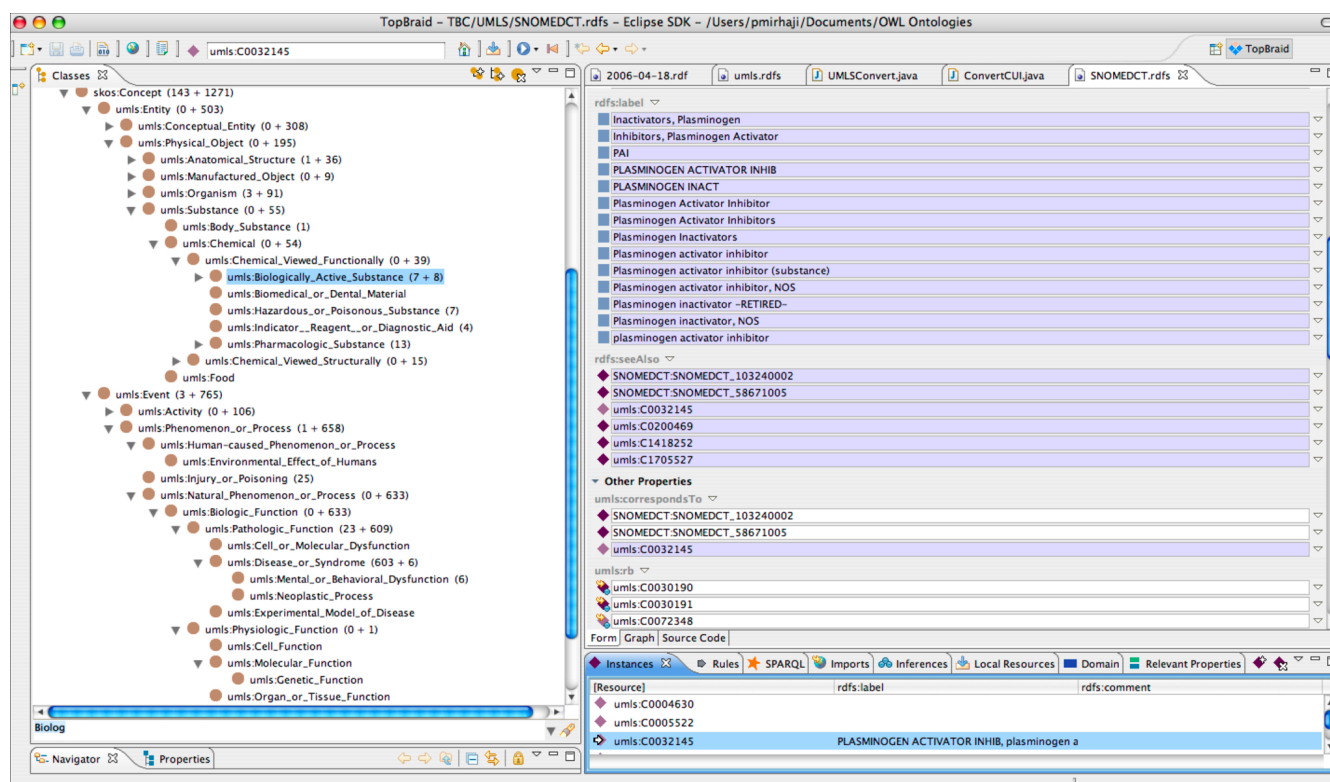 TopBraid – TBC/UMLS/SNOMEDCT.rdfs – Eclipse SDK – /Users/pmirhaji/Documents/OWL Ontologies
umls:C0032145
TopBraid
Classes
skos:Concept (143 + 1271)
umls:Entity (0 + 503)
umls:Conceptual_Entity (0 + 308)
umls:Physical_Object (0 + 195)
umls:Anatomical_Structure (1 + 36)
umls:Manufactured_Object (0 + 9)
umls:Organism (3 + 91)
umls:Substance (0 + 55)
umls:Body_Substance (1)
umls:Chemical (0 + 54)
umls:Chemical_Viewed_Functionally (0 + 39)
umls:Biologically_Active_Substance (7 + 8)
umls:Biomedical_or_Dental_Material
umls:Hazardous_or_Poisonous_Substance (7)
umls:Indicator__Reagent__or_Diagnostic_Aid (4)
umls:Pharmacologic_Substance (13)
umls:Chemical_Viewed_Structurally (0 + 15)
umls:Food
umls:Event (3 + 765)
umls:Activity (0 + 106)
umls:Phenomenon_or_Process (1 + 658)
umls:Human-caused_Phenomenon_or_Process
umls:Environmental_Effect_of_Humans
umls:Injury_or_Poisoning (25)
umls:Natural_Phenomenon_or_Process (0 + 633)
umls:Biologic_Function (0 + 633)
umls:Pathologic_Function (23 + 609)
umls:Cell_or_Molecular_Dysfunction
umls:Disease_or_Syndrome (603 + 6)
umls:Mental_or_Behavioral_Dysfunction (6)
umls:Neoplastic_Process
umls:Experimental_Model_of_Disease
umls:Physiologic_Function (0 + 1)
umls:Cell_Function
umls:Molecular_Function
umls:Genetic_Function
umls:Organ_or_Tissue_Function
Biolog
Navigator Properties
2006-04-18.rdf umls.rdfs UMLSConvert.java ConvertCUI.java SNOMEDCT.rdfs
rdfs:label
Inactivators, Plasminogen
Inhibitors, Plasminogen Activator
PAI
PLASMINOGEN ACTIVATOR INHIB
PLASMINOGEN INACT
Plasminogen Activator Inhibitor
Plasminogen Activator Inhibitors
Plasminogen Inactivators
Plasminogen activator inhibitor
Plasminogen activator inhibitor (substance)
Plasminogen activator inhibitor, NOS
Plasminogen inactivator –RETIRED–
Plasminogen inactivator, NOS
plasminogen activator inhibitor
rdfs:seeAlso
SNOMEDCT:SNOMEDCT_103240002
SNOMEDCT:SNOMEDCT_58671005
umls:C0032145
umls:C0200469
umls:C1418252
umls:C1705527
Other Properties
umls:correspondsTo
SNOMEDCT:SNOMEDCT_103240002
SNOMEDCT:SNOMEDCT_58671005
umls:C0032145
umls:rb
umls:C0030190
umls:C0030191
umls:C0072348
Form Graph Source Code
Instances Rules SPARQL Imports Inferences Local Resources Domain Relevant Properties
[Resource] rdfs:label rdfs:comment
umls:C0004630
umls:C0005522
umls:C0032145 PLASMINOGEN ACTIVATOR INHIB, plasminogen a